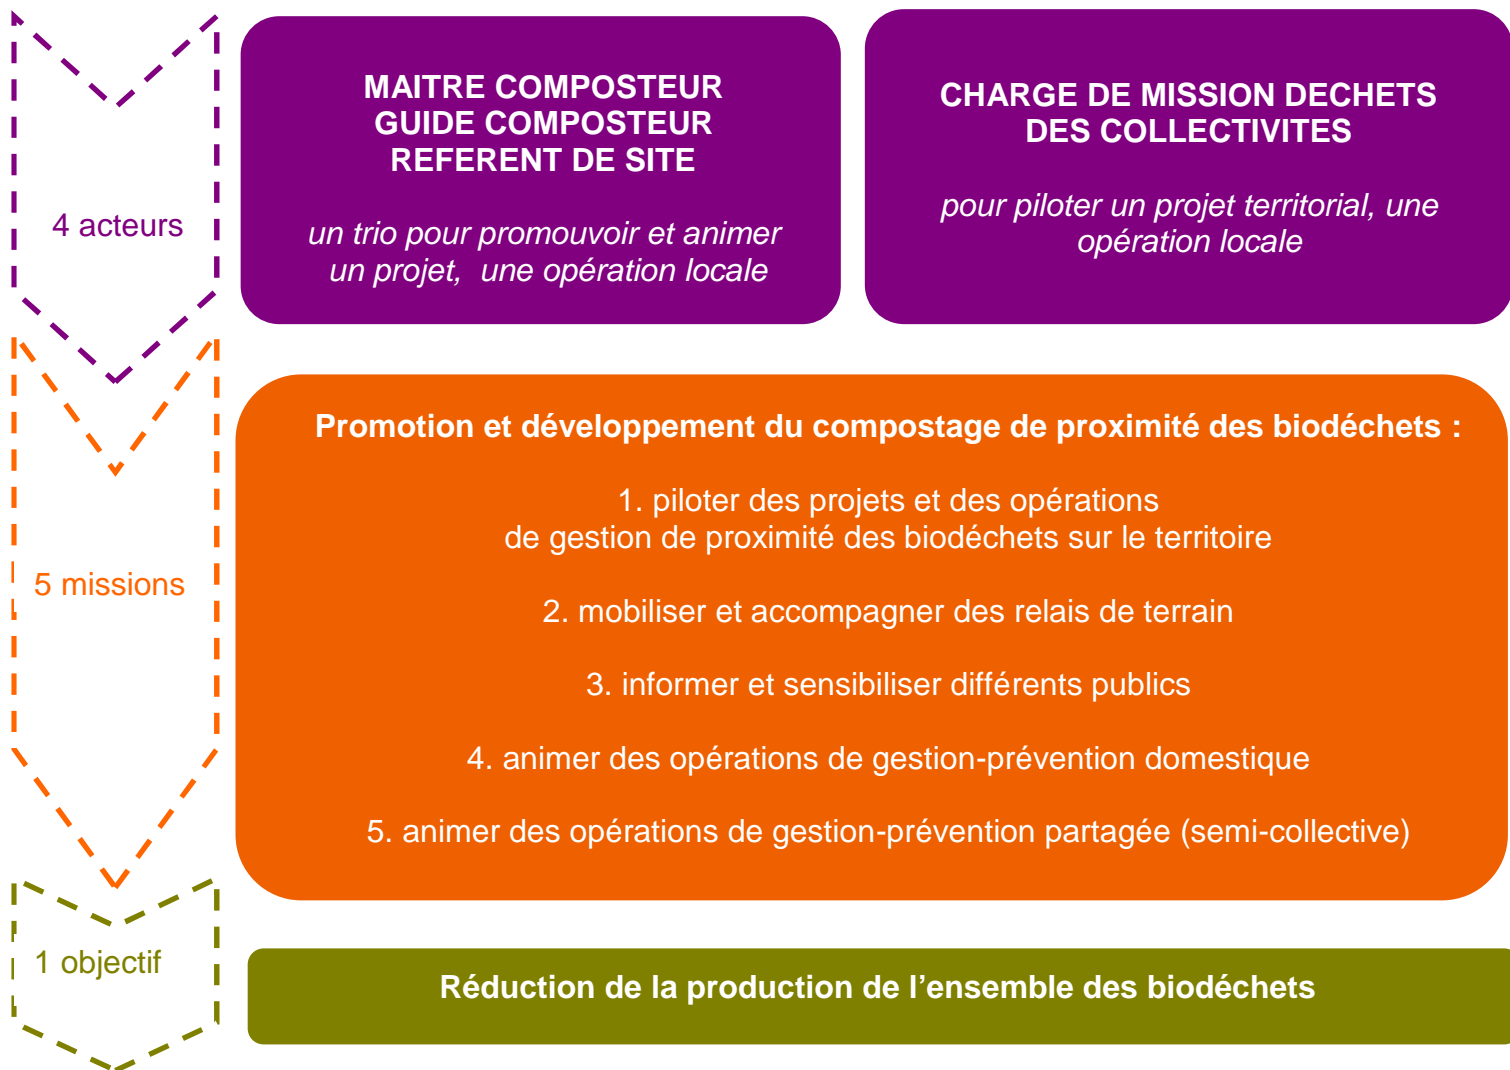 4 acteurs
MAITRE COMPOSTEUR
GUIDE COMPOSTEUR
REFERENT DE SITE
un trio pour promouvoir et animer
un projet, une opération locale
CHARGE DE MISSION DECHETS
DES COLLECTIVITES
pour piloter un projet territorial, une
opération locale
5 missions
Promotion et développement du compostage de proximité des biodéchets :
1. piloter des projets et des opérations
de gestion de proximité des biodéchets sur le territoire
2. mobiliser et accompagner des relais de terrain
3. informer et sensibiliser différents publics
4. animer des opérations de gestion-prévention domestique
5. animer des opérations de gestion-prévention partagée (semi-collective)
1 objectif
Réduction de la production de l’ensemble des biodéchets